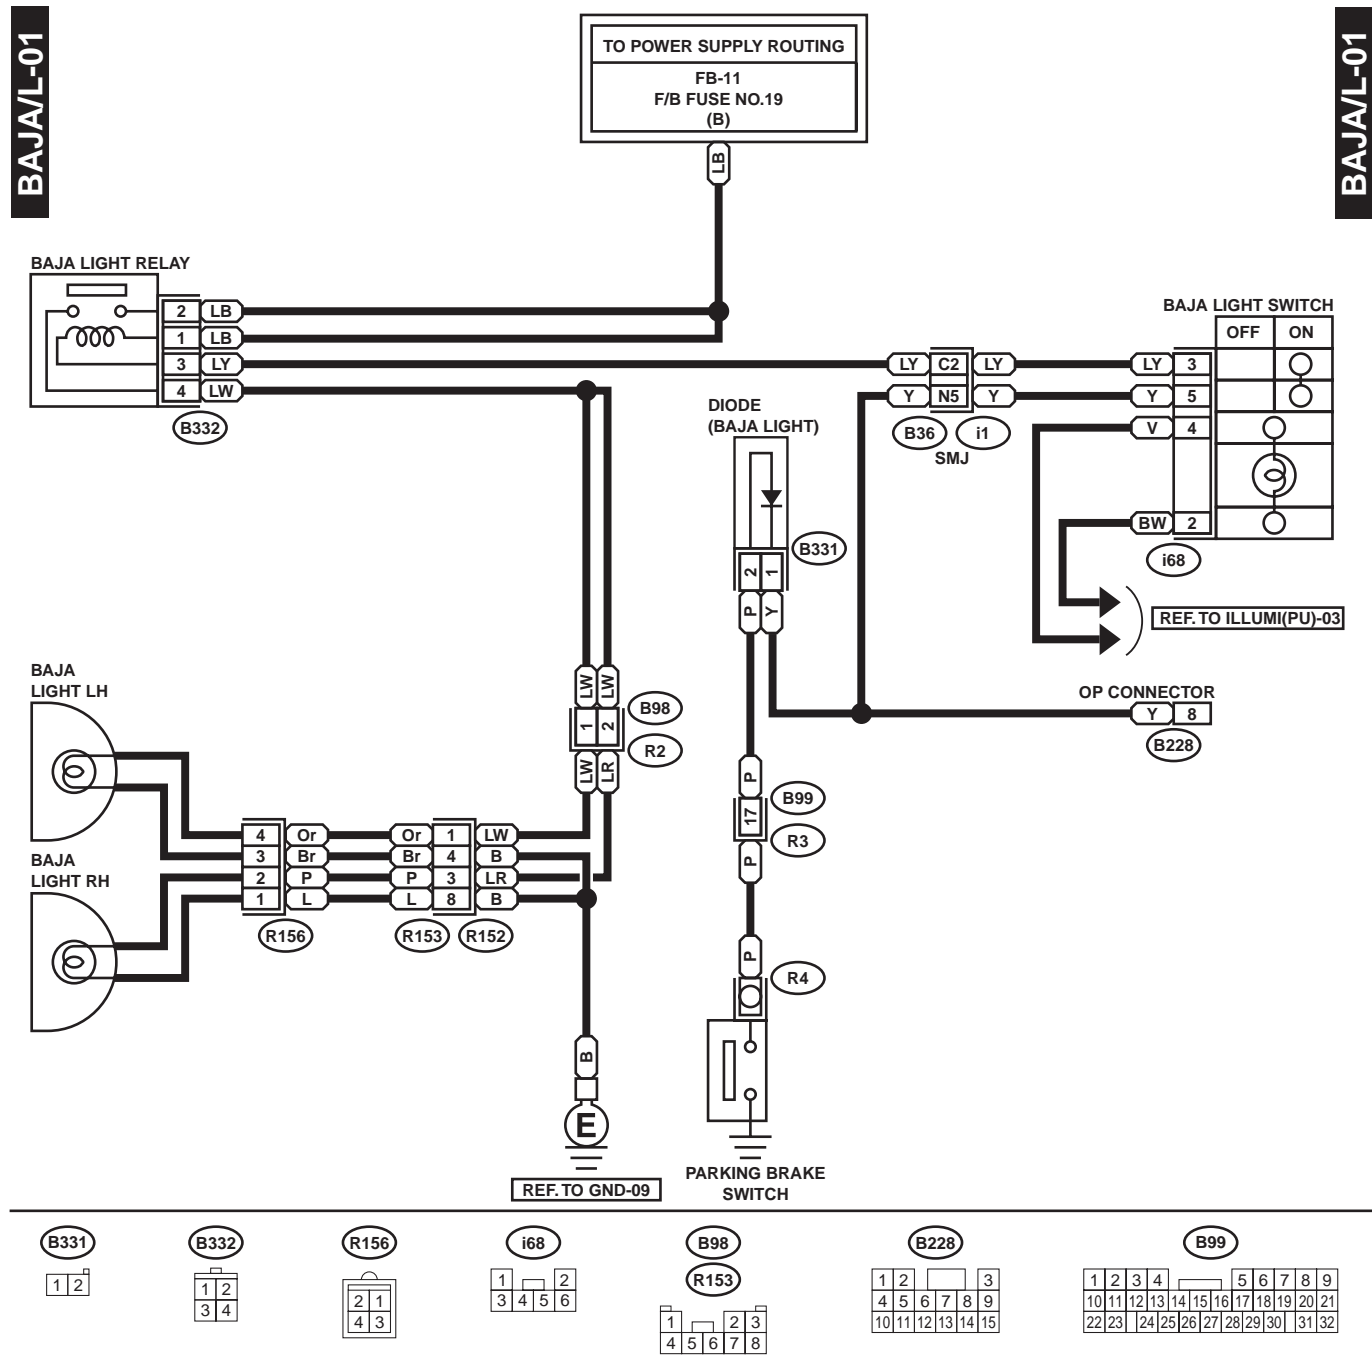 BAJA/L-01
BAJA/L-01
TO POWER SUPPLY ROUTING
FB-11
F/B FUSE NO.19
(B)
LB
BAJA LIGHT RELAY
2 LB
1 LB
3 LY
4 LW
B332
BAJA LIGHT SWITCH
OFF ON
LY C2 LY
LY 3
Y N5 Y
Y 5
B36 i1
SMJ
V 4
BW 2
i68
REF. TO ILLUMI(PU)-03
DIODE
(BAJA LIGHT)
B331
2 1
P Y
OP CONNECTOR
Y 8
B228
LW LW
B98
1 2
R2
LW LR
P
B99
17
R3
P
P
R4
PARKING BRAKE
SWITCH
BAJA
LIGHT LH
BAJA
LIGHT RH
4 Or Or 1 LW
3 Br Br 4 B
2 P P 3 LR
1 L L 8 B
R156 R153 R152
B
E
REF. TO GND-09
B331
1 2
B332
1 2
3 4
R156
2 1
4 3
i68
1 2
3 4 5 6
B98
R153
1 2 3
4 5 6 7 8
B228
1 2 3
4 5 6 7 8 9
10 11 12 13 14 15
B99
1 2 3 4 5 6 7 8 9
10 11 12 13 14 15 16 17 18 19 20 21
22 23 24 25 26 27 28 29 30 31 32